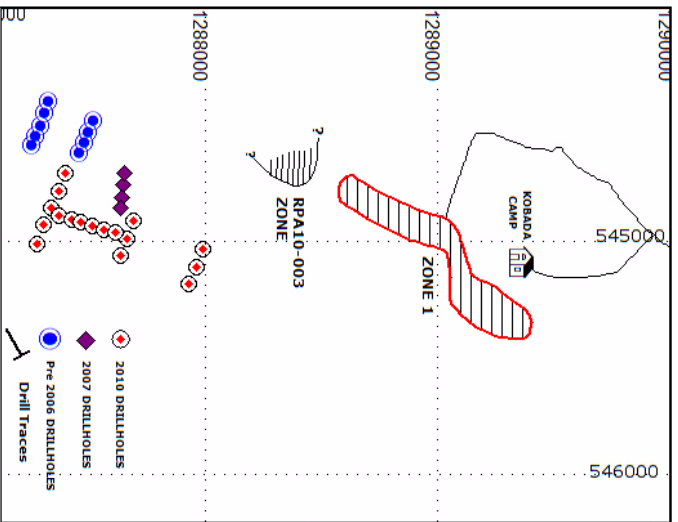 1288000
1289000
1290000
KOBADA
CAMP
545000
?
?
RPA10-003
ZONE
ZONE 1
2010 DRILLHOLES
2007 DRILLHOLES
Pre 2006 DRILLHOLES
Drill Traces
546000